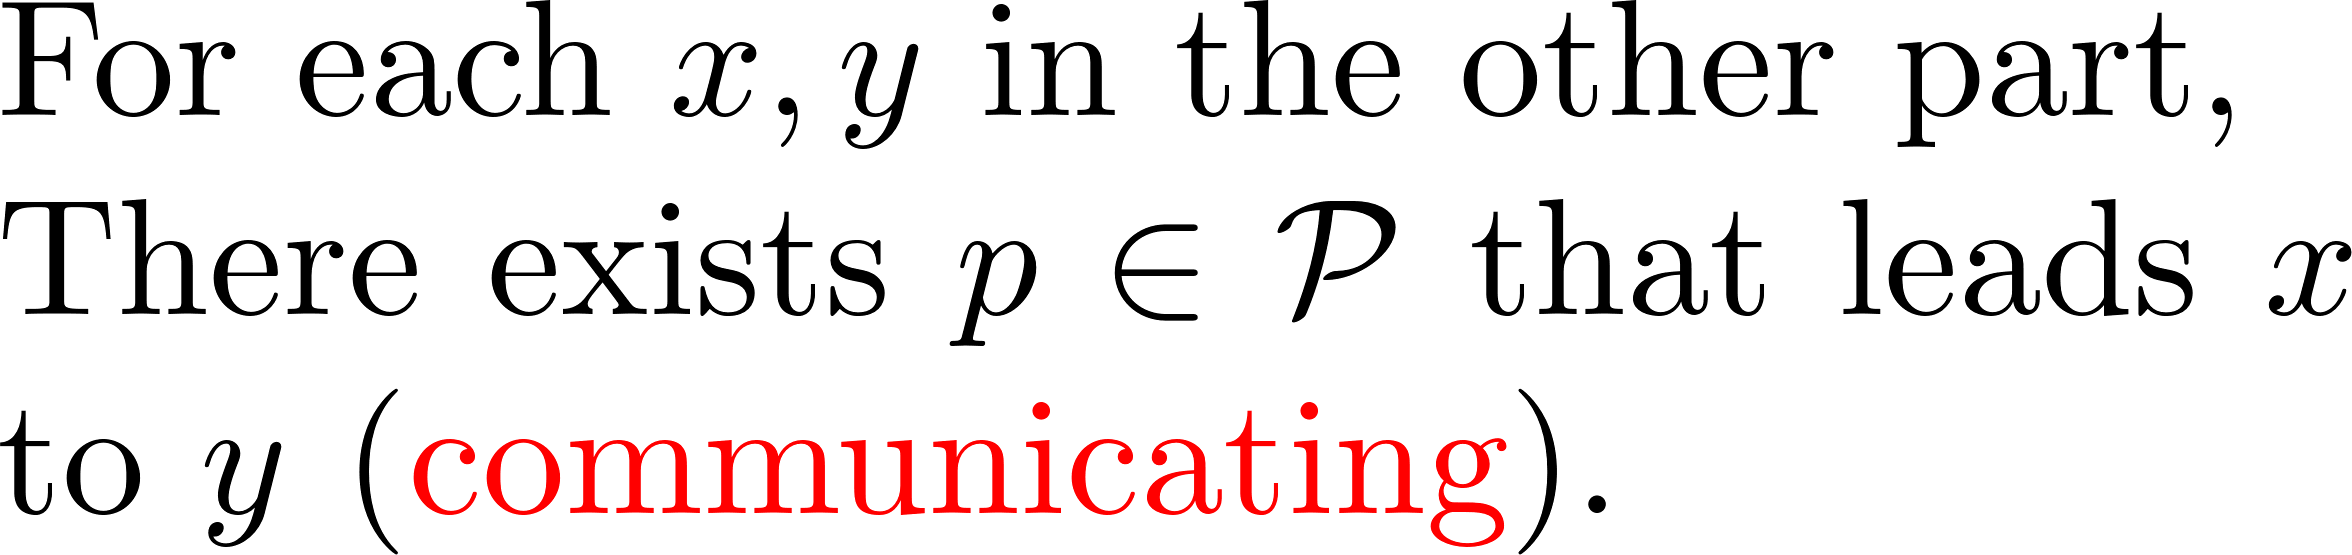 For each x, y in the other part,
There exists p ∈ 𝒫 that leads x
to y (communicating).